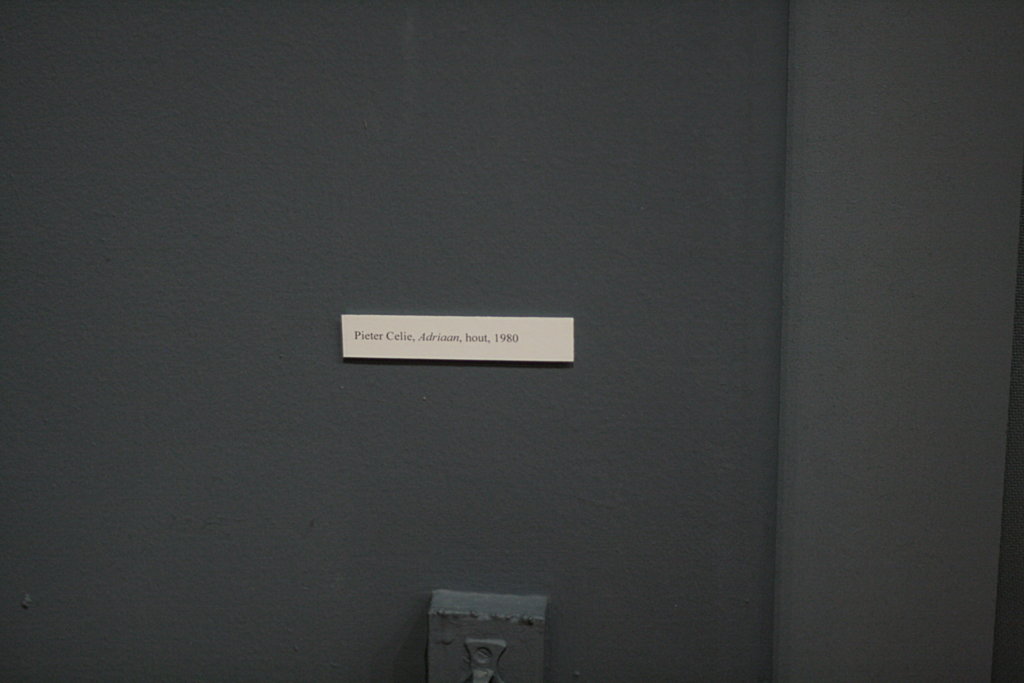 Pieter Celie, Adriaan, hout, 1980